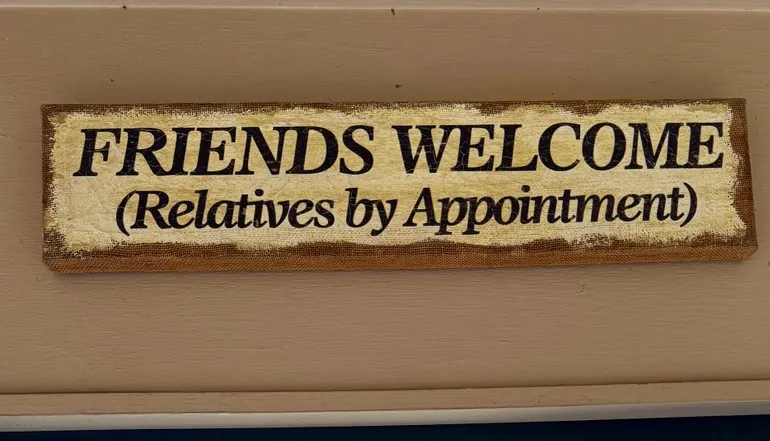 FRIENDS WELCOME
(Relatives by Appointment)